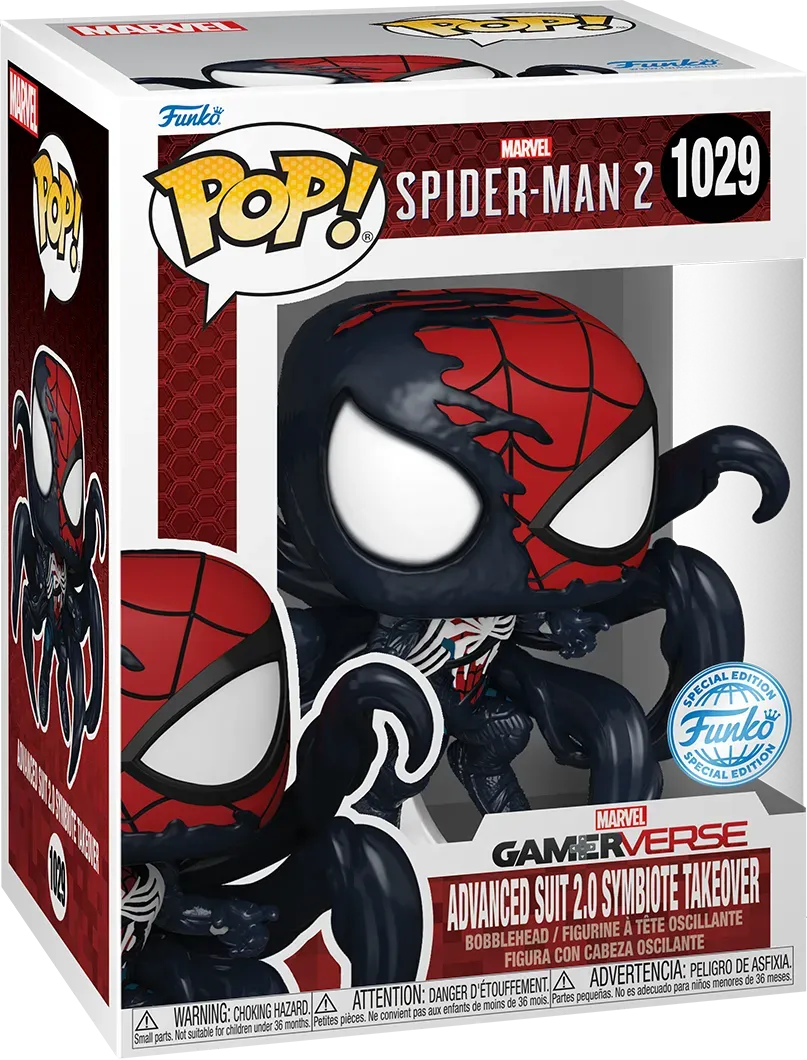 MARVEL
POP!
Funko
MARVEL
POP!
ADVANCED SUIT 2.0 SYMBIOTE TAKEOVER
1029
Funko
POP!®
MARVEL
SPIDER-MAN 2
1029
SPECIAL EDITION
Funko
SPECIAL EDITION
MARVEL
GAMERVERSE
ADVANCED SUIT 2.0 SYMBIOTE TAKEOVER
BOBBLEHEAD / FIGURINE À TÊTE OSCILLANTE
FIGURA CON CABEZA OSCILANTE
WARNING: CHOKING HAZARD.
Small parts. Not suitable for children under 36 months.
ATTENTION: DANGER D'ÉTOUFFEMENT.
Petites pièces. Ne convient pas aux enfants de moins de 36 mois.
ADVERTENCIA: PELIGRO DE ASFIXIA.
Partes pequeñas. No es adecuado para niños menores de 36 meses.